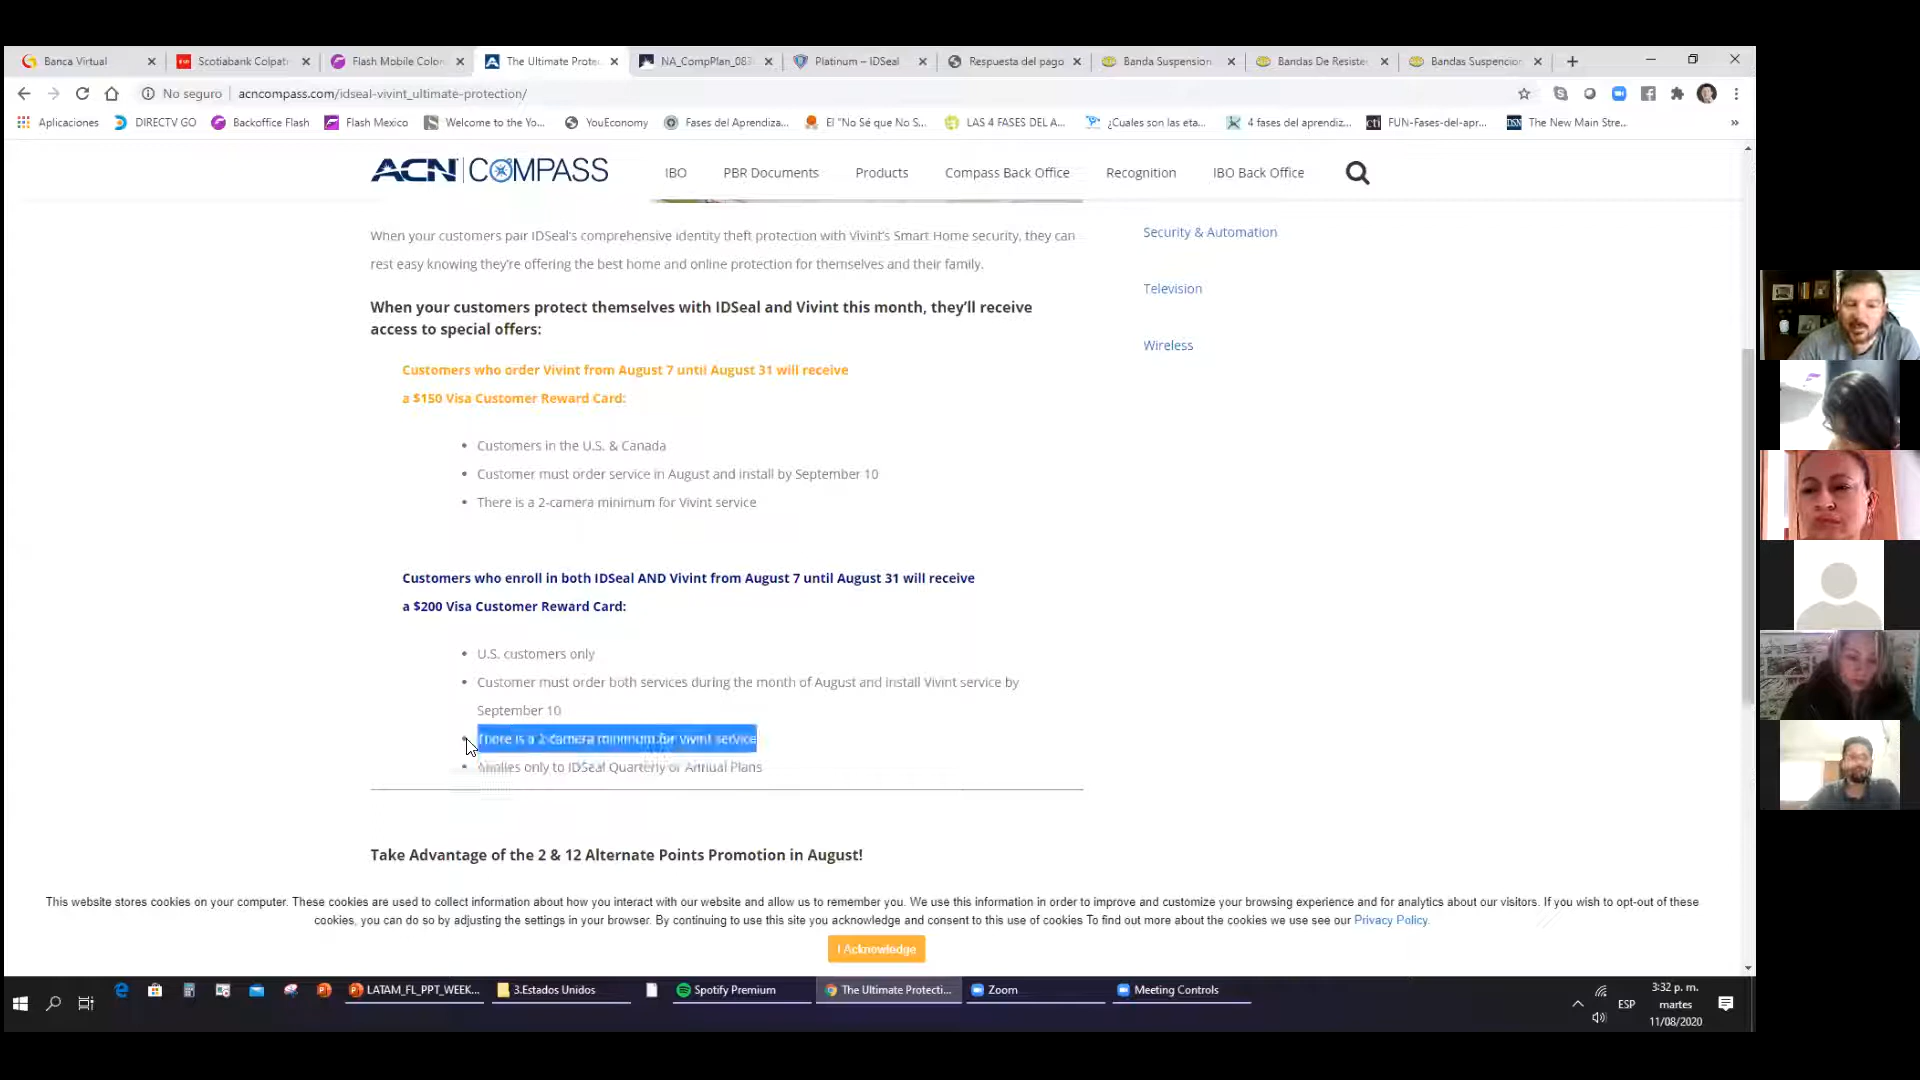 Banca Virtual
Scotiabank Colpat
Flash Mobile Colon
The Ultimate Protec
NA_CompPlan_083
Platinum – IDSeal
Respuesta del pago
Banda Suspension
Bandas De Resiste
Bandas Suspencion
No seguro
acncompass.com/idseal-vivint_ultimate-protection/
Aplicaciones
DIRECTV GO
Backoffice Flash
Flash Mexico
Welcome to the Yo...
YouEconomy
Fases del Aprendiza...
El "No Sé que No S...
LAS 4 FASES DEL A...
¿Cuales son las eta...
4 fases del aprendiz...
cti
FUN-Fases-del-apr...
DSN
The New Main Stre...
ACN COMPASS
IBO
PBR Documents
Products
Compass Back Office
Recognition
IBO Back Office
When your customers pair IDSeal's comprehensive identity theft protection with Vivint's Smart Home security, they can
rest easy knowing they're offering the best home and online protection for themselves and their family.
When your customers protect themselves with IDSeal and Vivint this month, they'll receive
access to special offers:
Customers who order Vivint from August 7 until August 31 will receive
a $150 Visa Customer Reward Card:
• Customers in the U.S. & Canada
• Customer must order service in August and install by September 10
• There is a 2-camera minimum for Vivint service
Customers who enroll in both IDSeal AND Vivint from August 7 until August 31 will receive
a $200 Visa Customer Reward Card:
• U.S. customers only
• Customer must order both services during the month of August and install Vivint service by
September 10
• There is a 2-camera minimum for Vivint service
• Applies only to IDSeal Quarterly or Annual Plans
Take Advantage of the 2 & 12 Alternate Points Promotion in August!
Security & Automation
Television
Wireless
This website stores cookies on your computer. These cookies are used to collect information about how you interact with our website and allow us to remember you. We use this information in order to improve and customize your browsing experience and for analytics about our visitors. If you wish to opt-out of these
cookies, you can do so by adjusting the settings in your browser. By continuing to use this site you acknowledge and consent to this use of cookies To find out more about the cookies we use see our Privacy Policy.
I Acknowledge
LATAM_FL_PPT_WEEK...
3.Estados Unidos
Spotify Premium
The Ultimate Protecti...
Zoom
Meeting Controls
ESP
3:32 p. m.
martes
11/08/2020